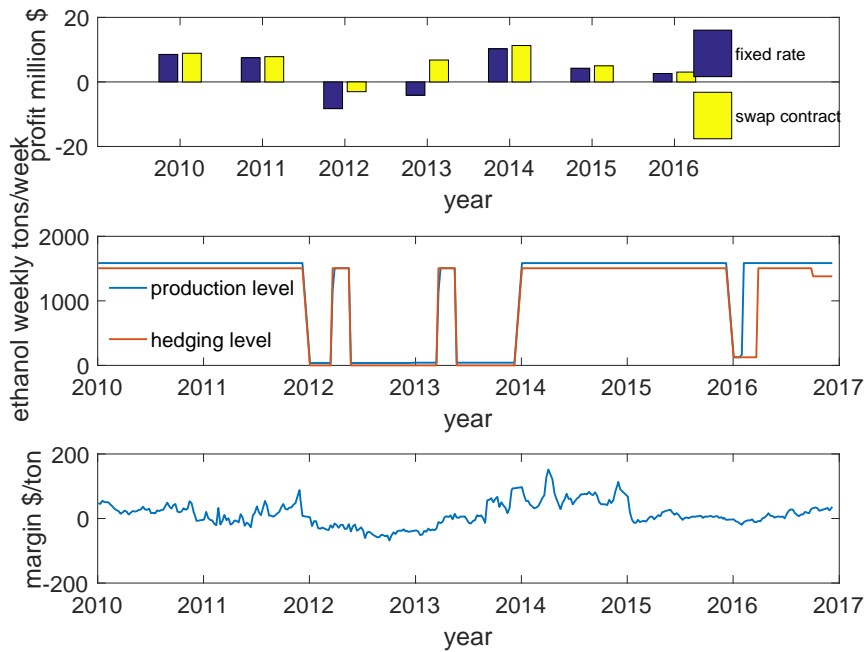 profit million $
20
0
-20
fixed rate
swap contract
2010 2011 2012 2013 2014 2015 2016
year
ethanol weekly tons/week
2000
1000
0
production level
hedging level
2010 2011 2012 2013 2014 2015 2016 2017
year
margin $/ton
200
0
-200
2010 2011 2012 2013 2014 2015 2016 2017
year